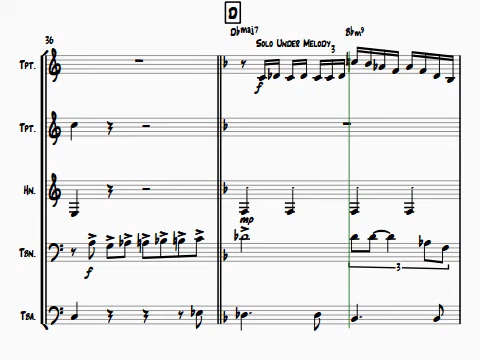 D
Dbmaj7 Bbm9
36 Solo Under Melody 3
Tpt.
f
Tpt.
Hn.
mp
Tbn.
f
3
Tba.